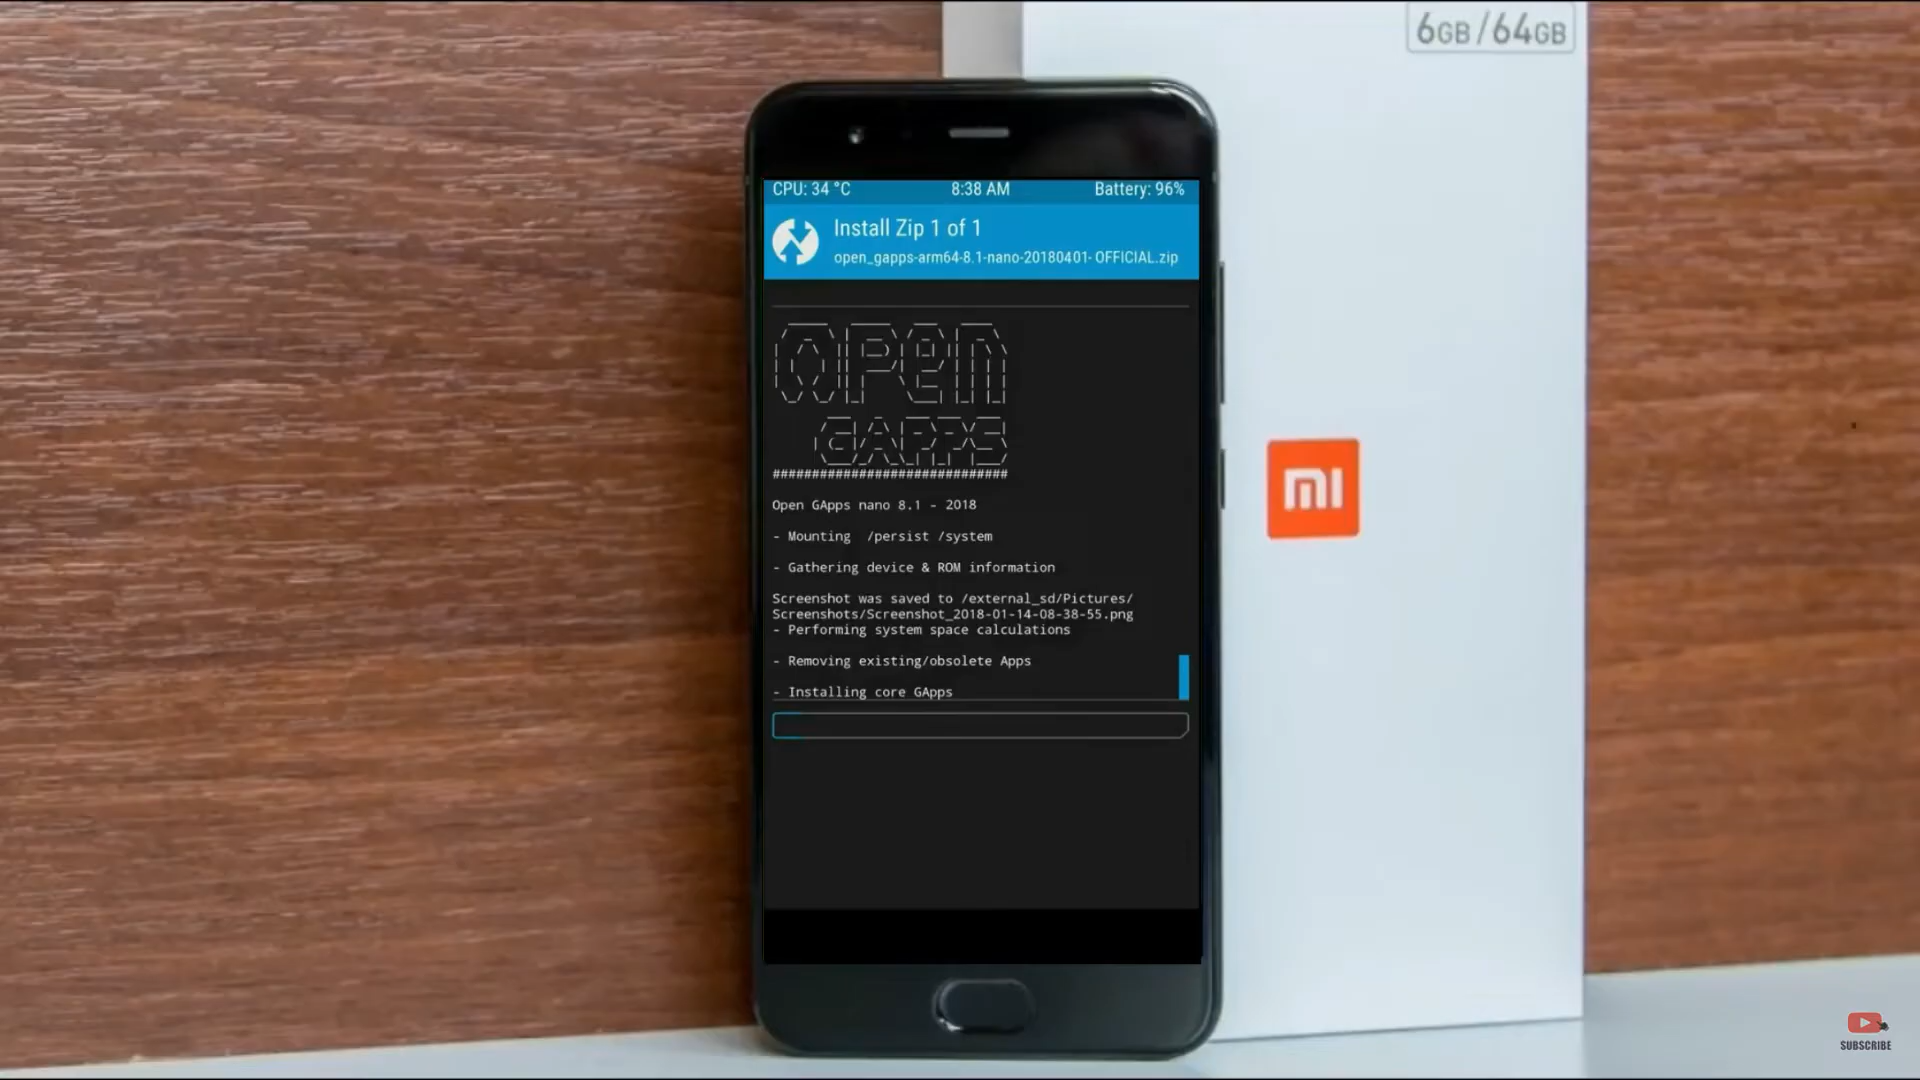 6GB/64GB
CPU: 34 °C 8:38 AM Battery: 96%
Install Zip 1 of 1
open_gapps-arm64-8.1-nano-20180401- OFFICIAL.zip
OPEN
GAPPS
##############################
Open GApps nano 8.1 - 2018
- Mounting /persist /system
- Gathering device & ROM information
Screenshot was saved to /external_sd/Pictures/
Screenshots/Screenshot_2018-01-14-08-38-55.png
- Performing system space calculations
- Removing existing/obsolete Apps
- Installing core GApps
MI
SUBSCRIBE